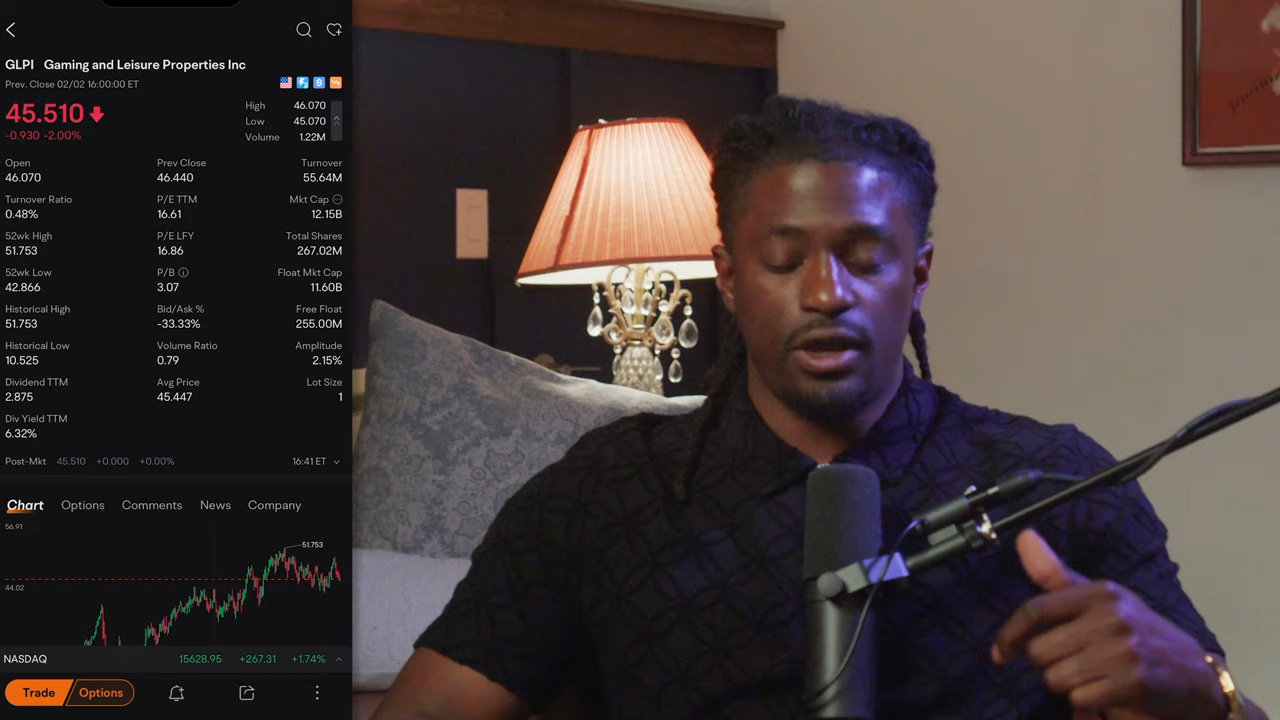 GLPI Gaming and Leisure Properties Inc
Prev. Close 02/02 16:00:00 ET
45.510
-0.930 -2.00%
High 46.070
Low 45.070
Volume 1.22M
Open Prev Close Turnover
46.070 46.440 55.64M
Turnover Ratio P/E TTM Mkt Cap
0.48% 16.61 12.15B
52wk High P/E LFY Total Shares
51.753 16.86 267.02M
52wk Low P/B Float Mkt Cap
42.866 3.07 11.60B
Historical High Bid/Ask % Free Float
51.753 -33.33% 255.00M
Historical Low Volume Ratio Amplitude
10.525 0.79 2.15%
Dividend TTM Avg Price Lot Size
2.875 45.447 1
Div Yield TTM
6.32%
Post-Mkt 45.510 +0.000 +0.00% 16:41 ET
Chart Options Comments News Company
56.91
51.753
44.02
NASDAQ 15628.95 +267.31 +1.74%
Trade Options